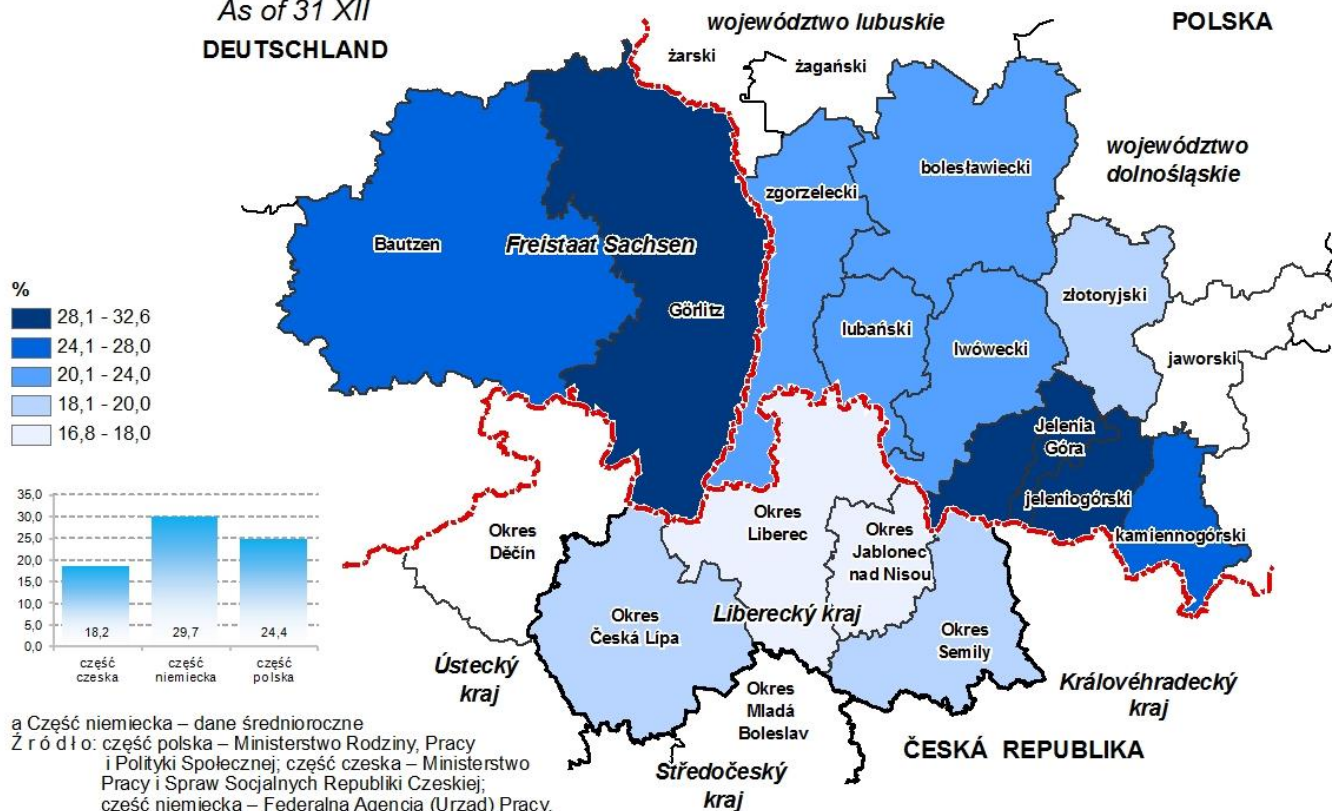 As of 31 XII
DEUTSCHLAND
województwo lubuskie
POLSKA
żarski
żagański
województwo
dolnośląskie
zgorzelecki
bolesławiecki
Bautzen
Freistaat Sachsen
Görlitz
lubański
lwówecki
złotoryjski
jaworski
Jelenia
Góra
jeleniogórski
kamiennogórski
%
28,1 - 32,6
24,1 - 28,0
20,1 - 24,0
18,1 - 20,0
16,8 - 18,0
35,0
30,0
25,0
20,0
15,0
10,0
5,0
0,0
18,2
29,7
24,4
część
czeska
część
niemiecka
część
polska
Okres
Děčín
Okres
Liberec
Okres
Jablonec
nad Nisou
Okres
Česká Lípa
Liberecký kraj
Okres
Semily
Ústecký
kraj
Okres
Mladá
Boleslav
Královéhradecký
kraj
ČESKÁ REPUBLIKA
Středočeský
kraj
a Część niemiecka – dane średnioroczne
Ź r ó d ł o: część polska – Ministerstwo Rodziny, Pracy
i Polityki Społecznej; część czeska – Ministerstwo
Pracy i Spraw Socjalnych Republiki Czeskiej;
część niemiecka – Federalna Agencja (Urząd) Pracy.